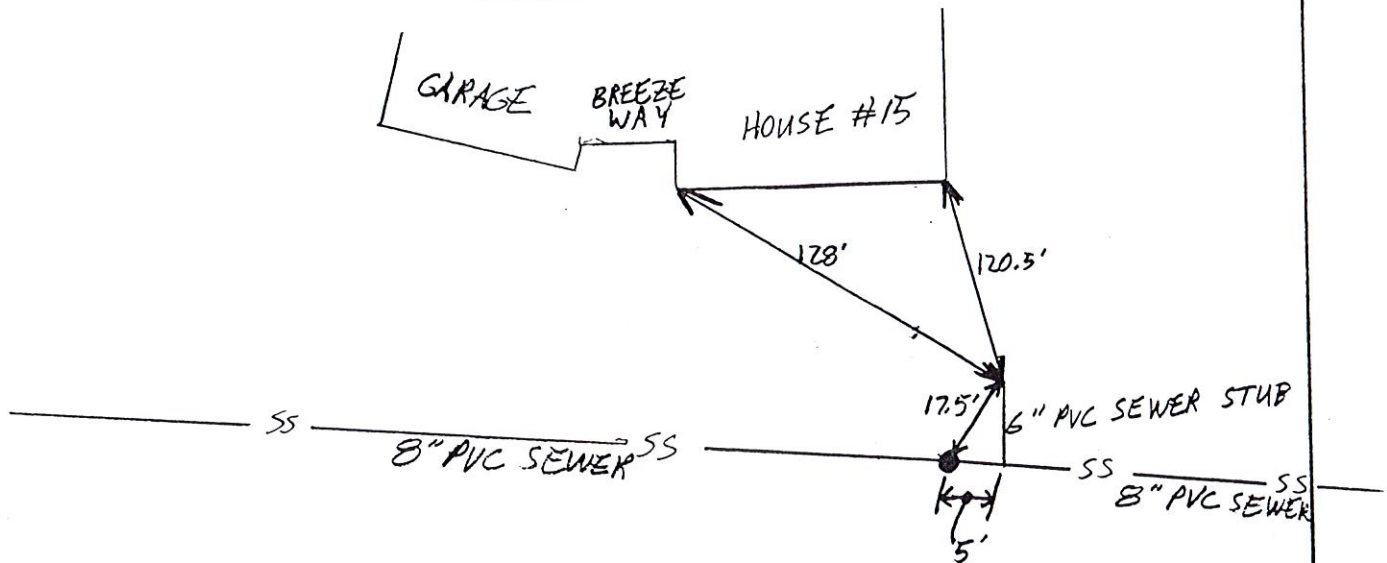 GARAGE
BREEZE
WAY
HOUSE #15
128'
120.5'
17.5'
6" PVC SEWER STUB
SS
8" PVC SEWER
SS
SS
8" PVC SEWER
SS
5'